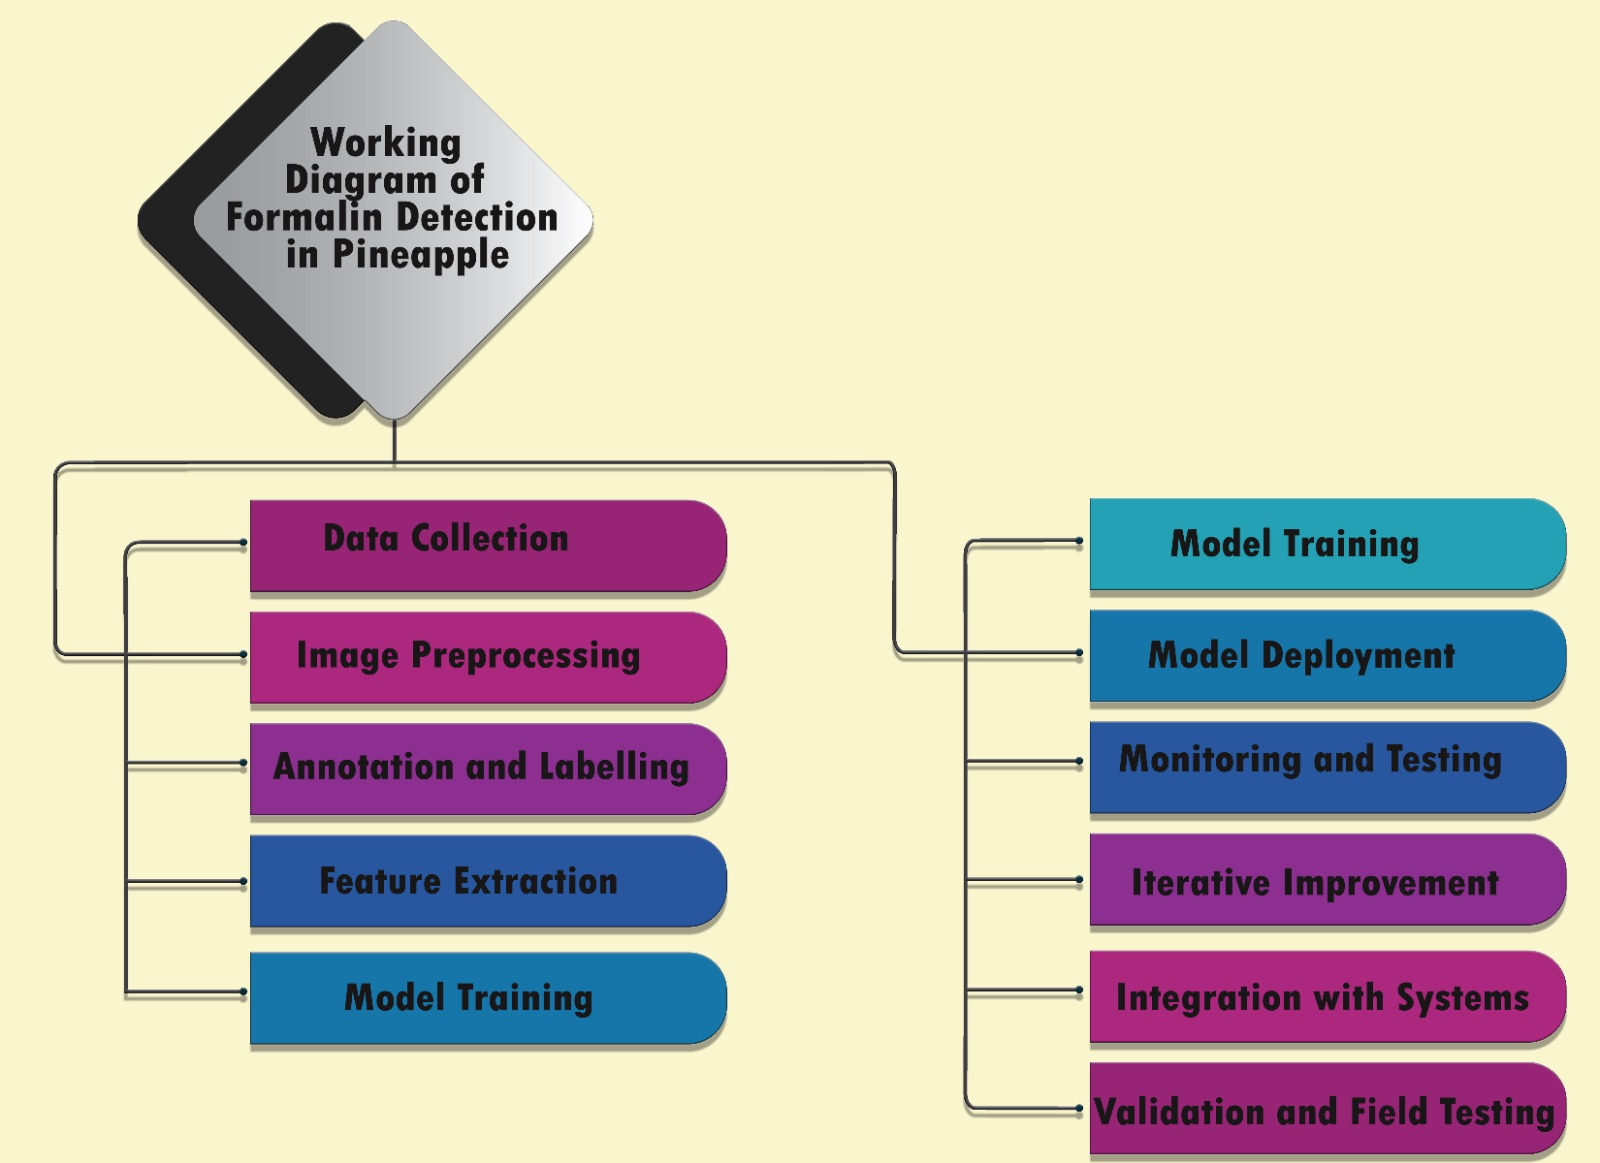 Working
Diagram of
Formalin Detection
in Pineapple
Data Collection
Image Preprocessing
Annotation and Labelling
Feature Extraction
Model Training
Model Training
Model Deployment
Monitoring and Testing
Iterative Improvement
Integration with Systems
Validation and Field Testing